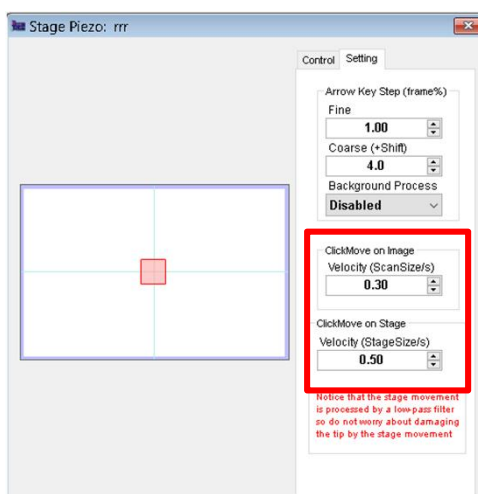 Stage Piezo: rrr
Control Setting
Arrow Key Step (frame%)
Fine
1.00
Coarse (+Shift)
4.0
Background Process
Disabled
ClickMove on Image
Velocity (ScanSize/s)
0.30
ClickMove on Stage
Velocity (StageSize/s)
0.50
Notice that the stage movement
is processed by a low-pass filter
so do not worry about damaging
the tip by the stage movement